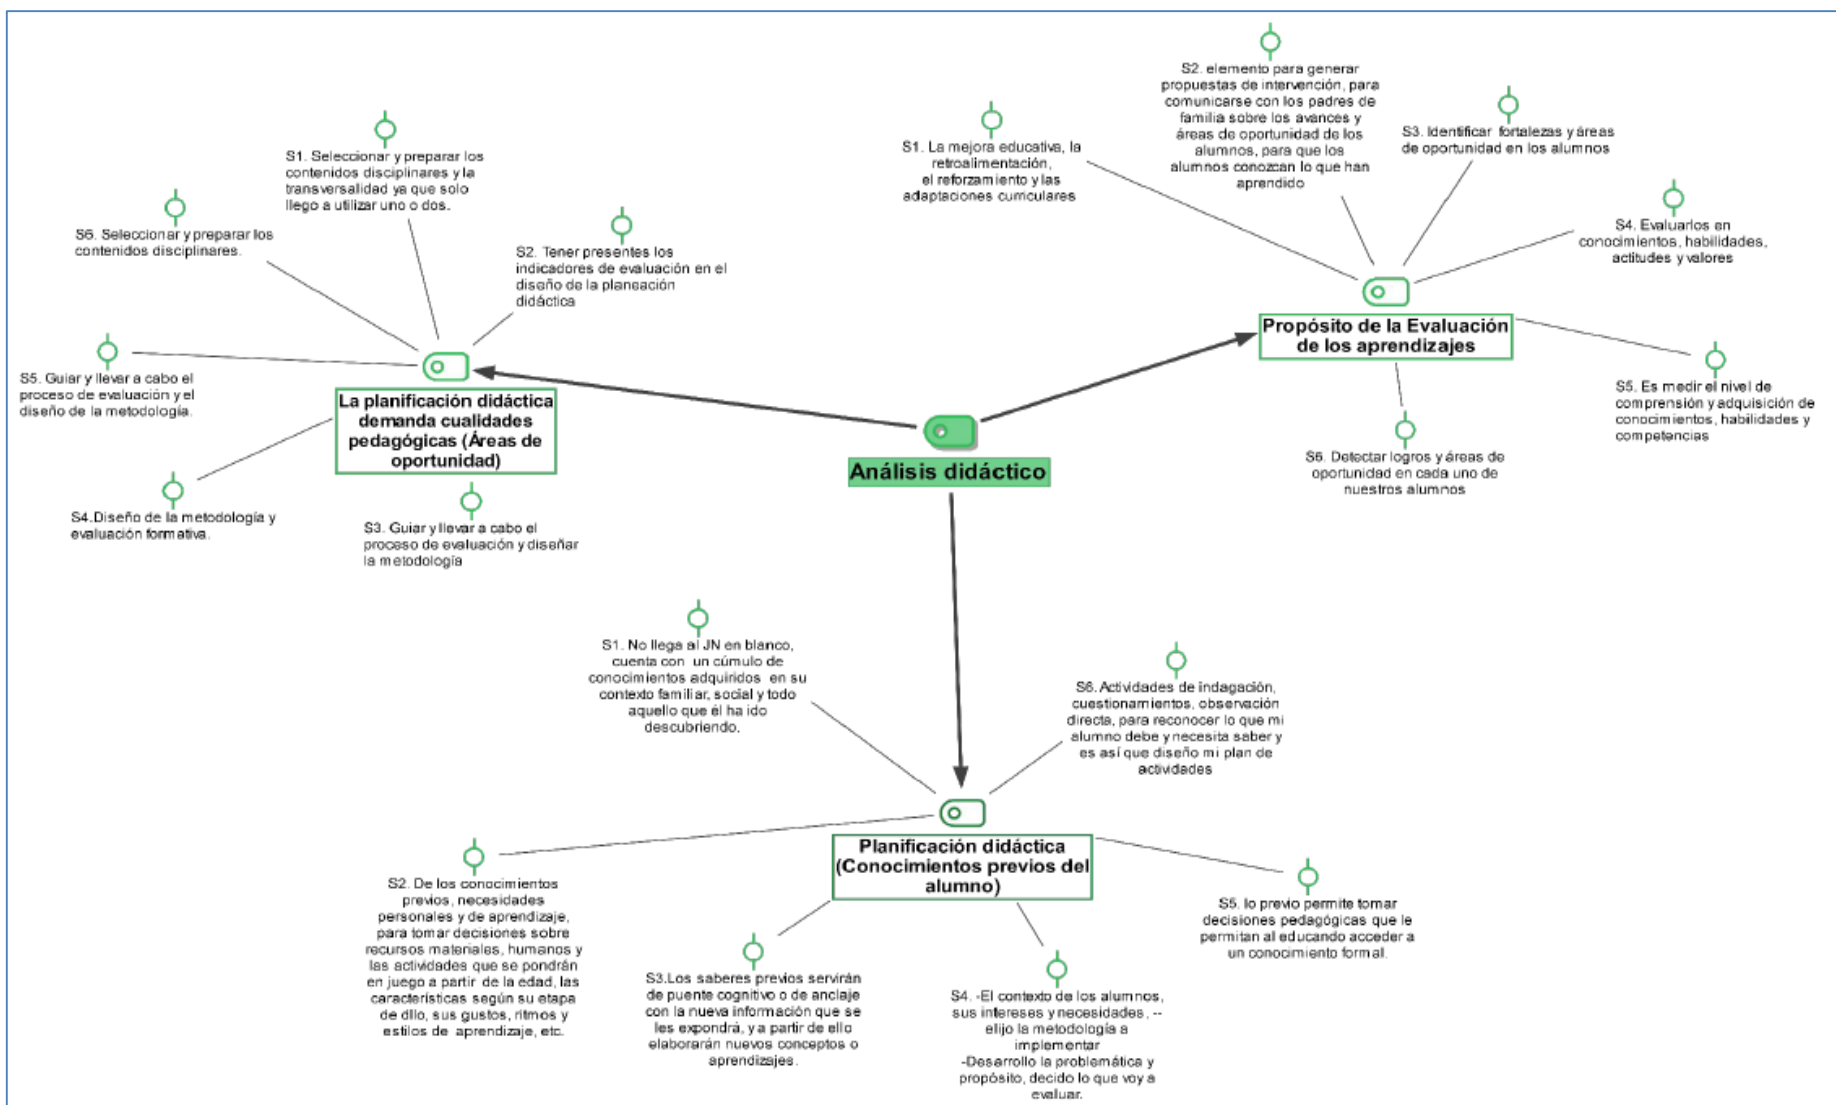 S1. Seleccionar y preparar los
contenidos disciplinares y la
transversalidad ya que solo
llego a utilizar uno o dos.
S6. Seleccionar y preparar los
contenidos disciplinares.
S2. Tener presentes los
indicadores de evaluación en el
diseño de la planeación
didáctica
S5. Guiar y llevar a cabo el
proceso de evaluación y el
diseño de la metodología.
La planificación didáctica
demanda cualidades
pedagógicas (Áreas de
oportunidad)
S4.Diseño de la metodología y
evaluación formativa.
S3. Guiar y llevar a cabo el
proceso de evaluación y diseñar
la metodología
S2. elemento para generar
propuestas de intervención, para
comunicarse con los padres de
familia sobre los avances y
áreas de oportunidad de los
alumnos, para que los
alumnos conozcan lo que han
aprendido
S1. La mejora educativa, la
retroalimentación,
el reforzamiento y las
adaptaciones curriculares
S3. Identificar fortalezas y áreas
de oportunidad en los alumnos
S4. Evaluarlos en
conocimientos, habilidades,
actitudes y valores
Propósito de la Evaluación
de los aprendizajes
S5. Es medir el nivel de
comprensión y adquisición de
conocimientos, habilidades y
competencias
S6. Detectar logros y áreas de
oportunidad en cada uno de
nuestros alumnos
Análisis didáctico
S1. No llega al JN en blanco,
cuenta con un cúmulo de
conocimientos adquiridos en su
contexto familiar, social y todo
aquello que él ha ido
descubriendo.
S6. Actividades de indagación,
cuestionamientos, observación
directa, para reconocer lo que mi
alumno debe y necesita saber y
es así que diseño mi plan de
actividades
Planificación didáctica
(Conocimientos previos del
alumno)
S2. De los conocimientos
previos, necesidades
personales y de aprendizaje,
para tomar decisiones sobre
recursos materiales, humanos y
las actividades que se pondrán
en juego a partir de la edad, las
características según su etapa
de dllo, sus gustos, ritmos y
estilos de aprendizaje, etc.
S3.Los saberes previos servirán
de puente cognitivo o de anclaje
con la nueva información que se
les expondrá, y a partir de ello
elaborarán nuevos conceptos o
aprendizajes.
S4. -El contexto de los alumnos,
sus intereses y necesidades, --
elijo la metodología a
implementar
-Desarrollo la problemática y
propósito, decido lo que voy a
evaluar.
S5. lo previo permite tomar
decisiones pedagógicas que le
permitan al educando acceder a
un conocimiento formal.